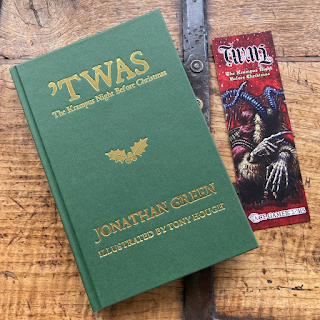 'TWAS
The Krampus Night Before Christmas
JONATHAN GREEN
ILLUSTRATED BY TONY HOUGH
'TWAS
The Krampus Night
Before Christmas